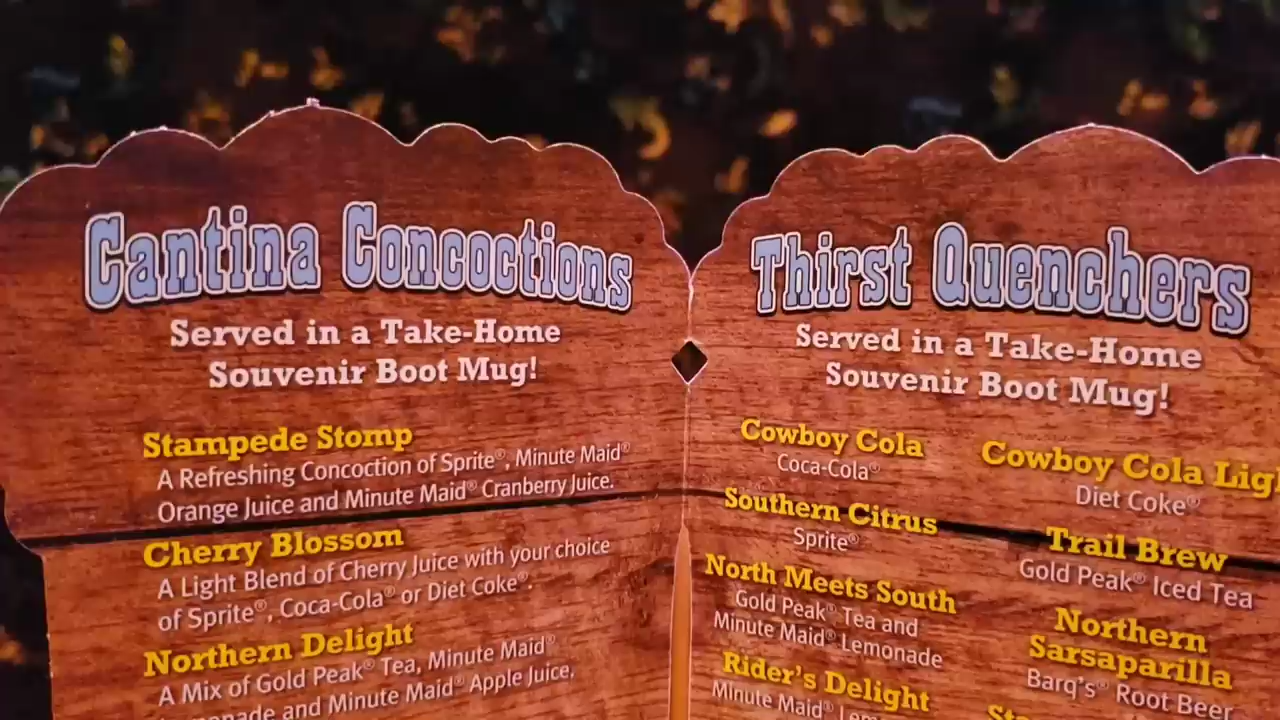 Cantina Concoctions
Served in a Take-Home
Souvenir Boot Mug!
Stampede Stomp
A Refreshing Concoction of Sprite®, Minute Maid®
Orange Juice and Minute Maid® Cranberry Juice.
Cherry Blossom
A Light Blend of Cherry Juice with your choice
of Sprite®, Coca-Cola® or Diet Coke®.
Northern Delight
A Mix of Gold Peak® Tea, Minute Maid®
and Minute Maid® Apple Juice.
Thirst Quenchers
Served in a Take-Home
Souvenir Boot Mug!
Cowboy Cola
Coca-Cola®
Southern Citrus
Sprite®
North Meets South
Gold Peak® Tea and
Minute Maid® Lemonade
Rider's Delight
Minute Maid®
Cowboy Cola
Diet Coke®
Trail Brew
Gold Peak® Iced Tea
Northern
Sarsaparilla
Barq's® Root Beer